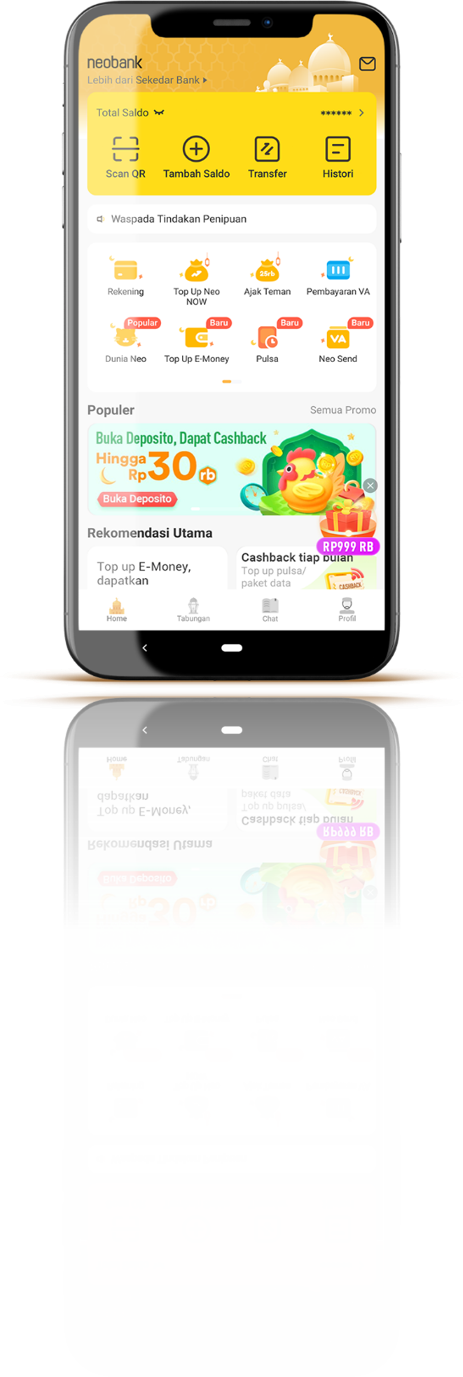 neobank
Lebih dari Sekedar Bank
Total Saldo ******
Scan QR Tambah Saldo Transfer Histori
Waspada Tindakan Penipuan
25rb
Rekening Top Up Neo NOW Ajak Teman Pembayaran VA
Popular Baru Baru Baru
VA
Dunia Neo Top Up E-Money Pulsa Neo Send
Populer Semua Promo
Buka Deposito, Dapat Cashback
Hingga
Rp30 rb
Buka Deposito
RP999 RB
Rekomendasi Utama
Top up E-Money,
dapatkan
Cashback tiap bulan
Top up pulsa/
paket data
CASHBACK
Home Tabungan Chat Profil
Home Tabungan Chat Profil
dapatkan
Top up E-Money,
paket data
Top up pulsa/
Cashback tiap bulan
RP999 RB
Rekomendasi Utama
Buka Deposito
Rp30 rb